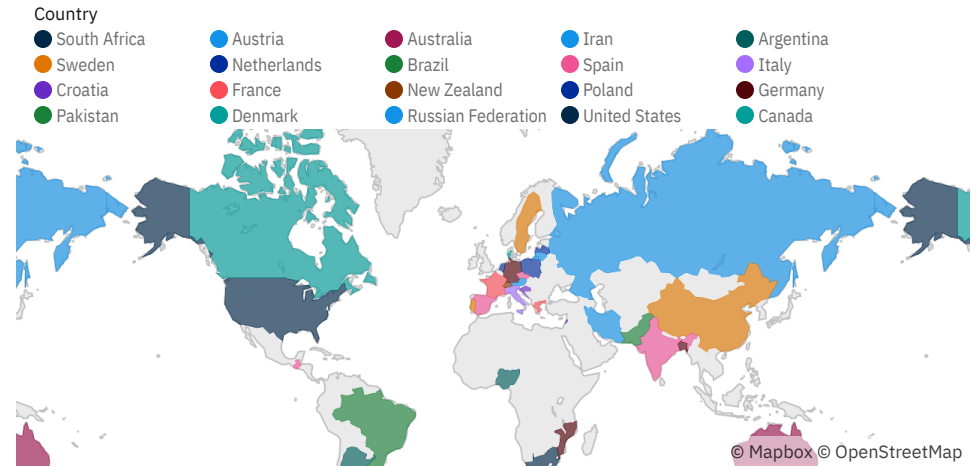 Country
South Africa Austria Australia Iran Argentina
Sweden Netherlands Brazil Spain Italy
Croatia France New Zealand Poland Germany
Pakistan Denmark Russian Federation United States Canada
© Mapbox © OpenStreetMap